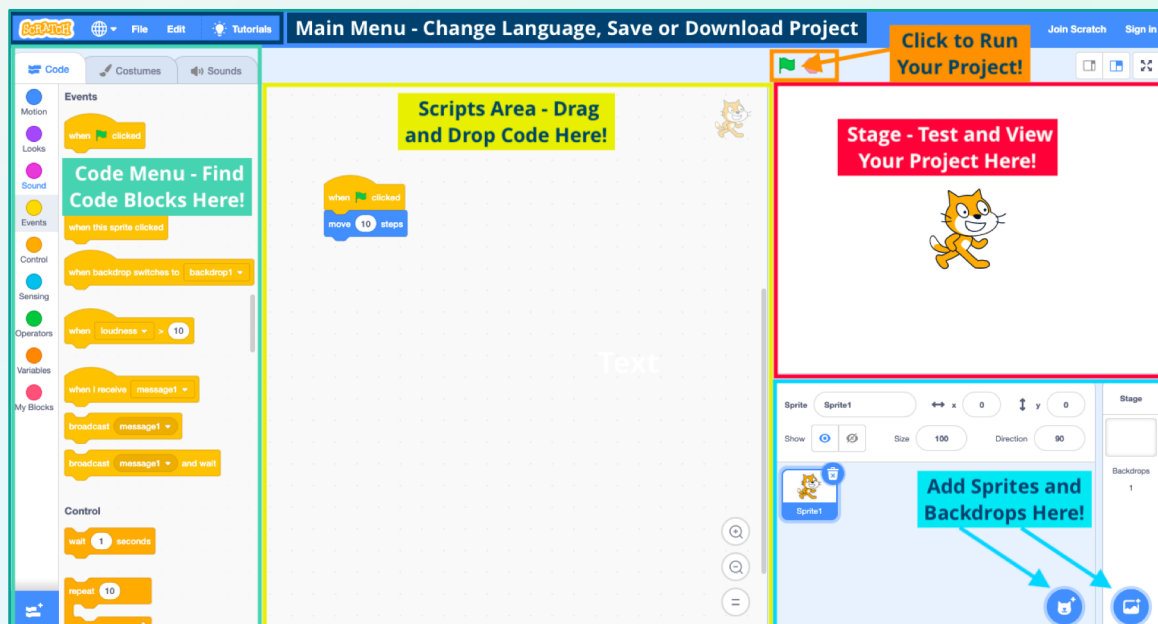 SCRATCH File Edit Tutorials Main Menu - Change Language, Save or Download Project Join Scratch Sign in
Click to Run
Your Project!
Code Costumes Sounds
Motion
Looks
Sound
Events
Control
Sensing
Operators
Variables
My Blocks
Events
when clicked
Code Menu - Find
Code Blocks Here!
when this sprite clicked
when backdrop switches to backdrop1
when loudness > 10
when I receive message1
broadcast message1
broadcast message1 and wait
Control
wait 1 seconds
repeat 10
Scripts Area - Drag
and Drop Code Here!
when clicked
move 10 steps
Text
=
Stage - Test and View
Your Project Here!
Sprite Sprite1 x 0 y 0
Show Size 100 Direction 90
Sprite1
Stage
Backdrops
1
Add Sprites and
Backdrops Here!